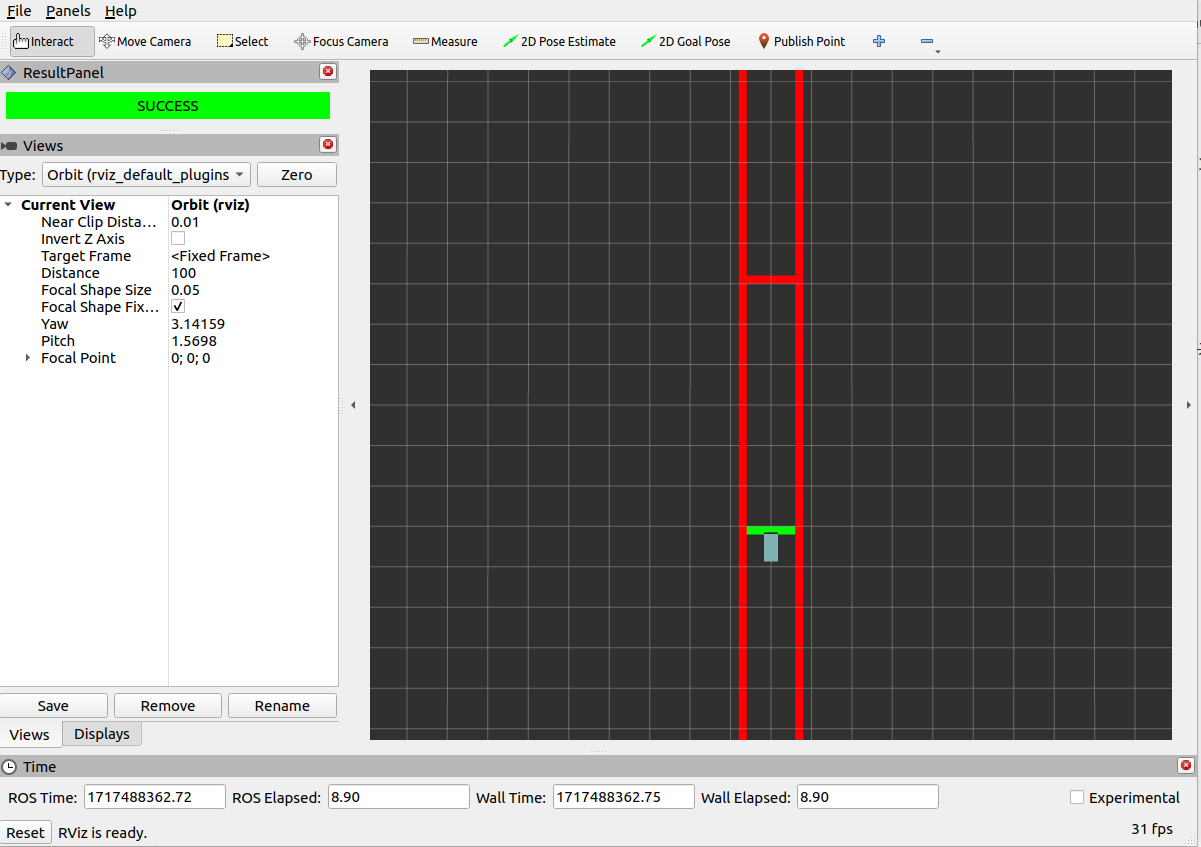 File Panels Help
Interact Move Camera Select Focus Camera Measure 2D Pose Estimate 2D Goal Pose Publish Point
ResultPanel
SUCCESS
Views
Type: Orbit (rviz_default_plugins Zero
Current View Orbit (rviz)
Near Clip Dista... 0.01
Invert Z Axis
Target Frame <Fixed Frame>
Distance 100
Focal Shape Size 0.05
Focal Shape Fix... ✓
Yaw 3.14159
Pitch 1.5698
Focal Point 0; 0; 0
Save Remove Rename
Views Displays
Time
ROS Time: 1717488362.72 ROS Elapsed: 8.90 Wall Time: 1717488362.75 Wall Elapsed: 8.90 Experimental
Reset RViz is ready. 31 fps